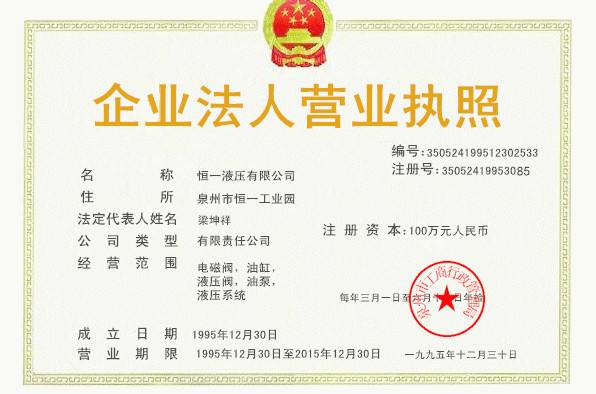 企业法人营业执照
编号:350524199512302533
注册号:35052419953085
名称 恒一液压有限公司
住所 泉州市恒一工业园
法定代表人姓名 梁坤祥
注册资本:100万元人民币
公司类型 有限责任公司
经营范围 电磁阀，油缸，
液压阀，油泵，
液压系统
泉州市工商行政管理局
每年三月一日至六月 日年检
成立日期 1995年12月30日
营业期限 1995年12月30日至2015年12月30日
一九九五年十二月三十日